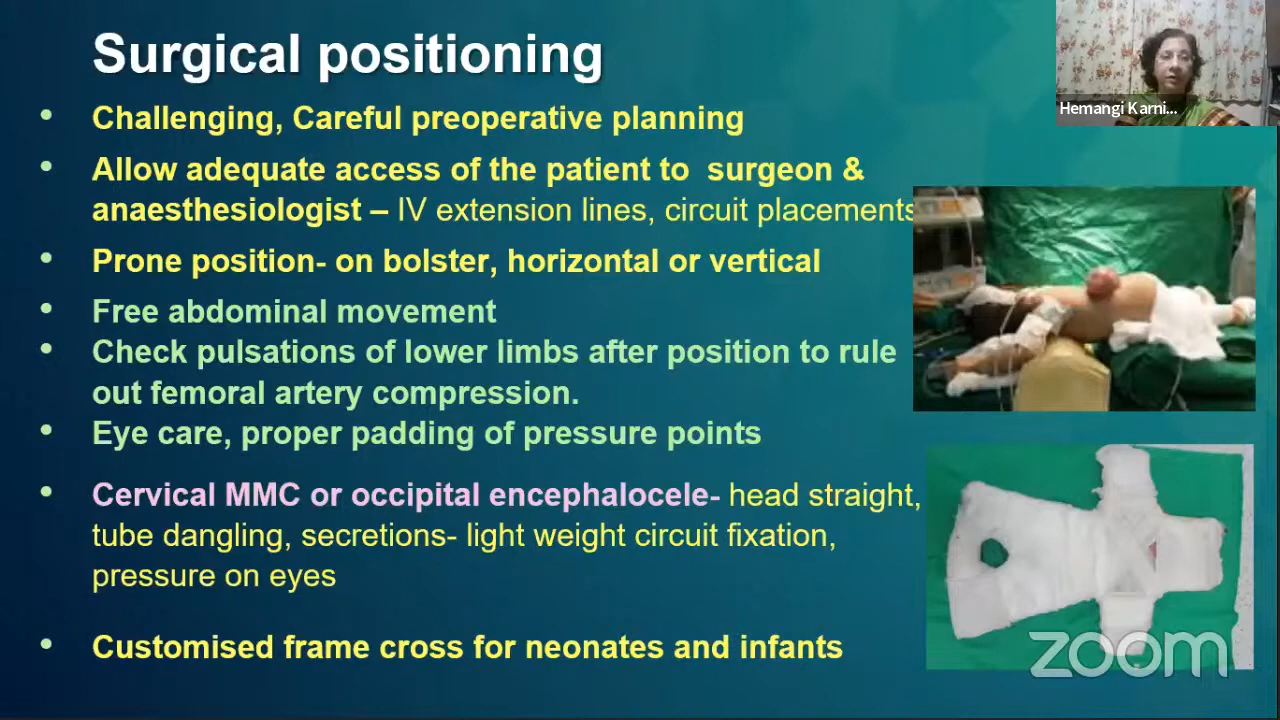 Surgical positioning
Hemangi Karni...
• Challenging, Careful preoperative planning
• Allow adequate access of the patient to surgeon &
anaesthesiologist – IV extension lines, circuit placements
• Prone position- on bolster, horizontal or vertical
• Free abdominal movement
• Check pulsations of lower limbs after position to rule
out femoral artery compression.
• Eye care, proper padding of pressure points
• Cervical MMC or occipital encephalocele- head straight,
tube dangling, secretions- light weight circuit fixation,
pressure on eyes
• Customised frame cross for neonates and infants
zoom